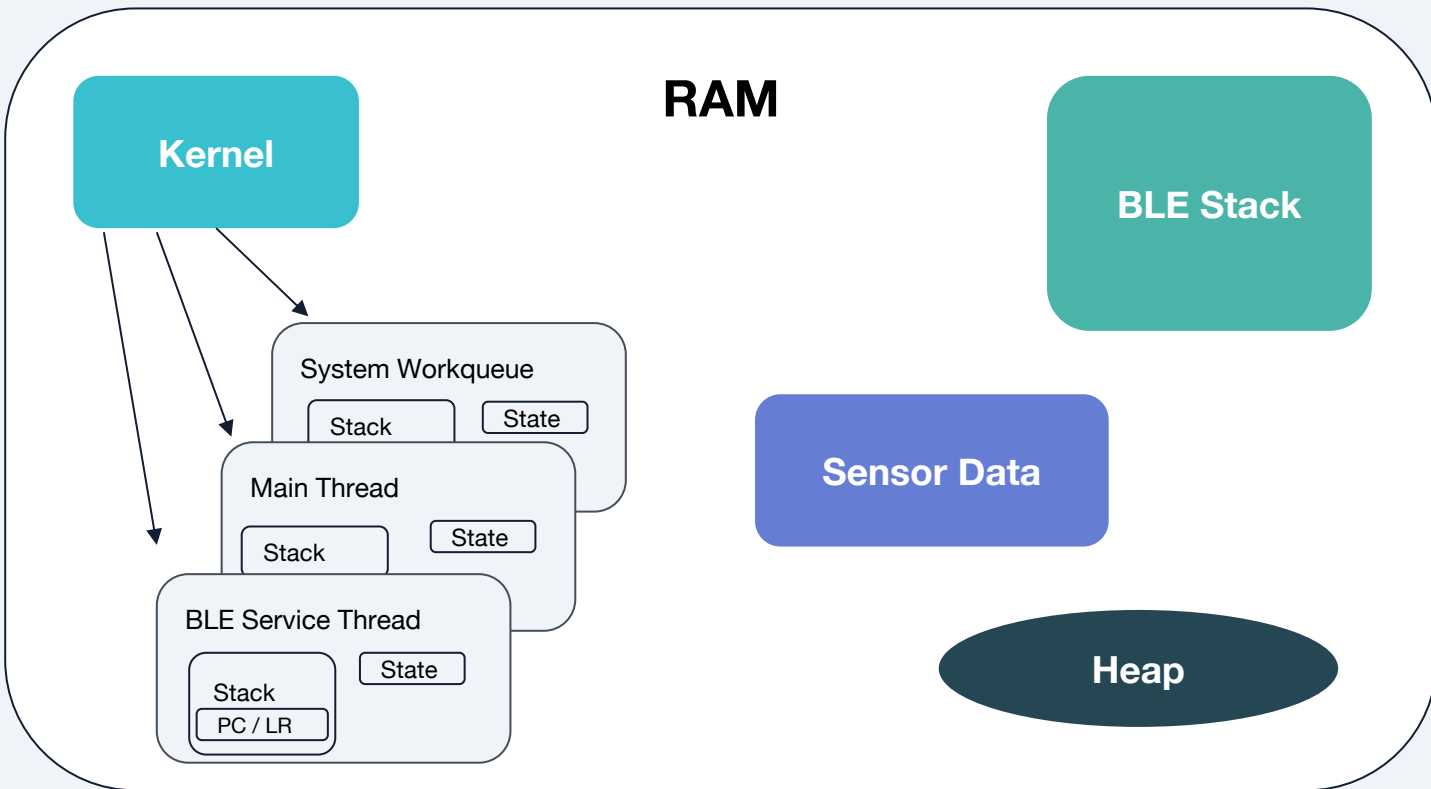 RAM
Kernel
BLE Stack
System Workqueue
Stack
State
Main Thread
Stack
State
Sensor Data
BLE Service Thread
State
Stack
PC / LR
Heap